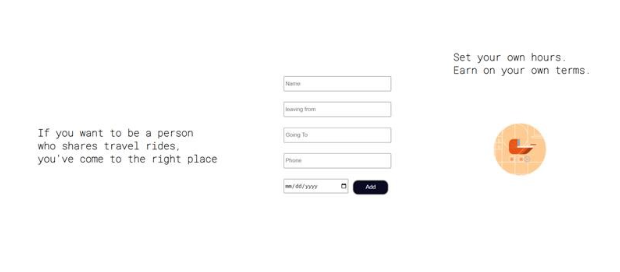 If you want to be a person
who shares travel rides,
you've come to the right place
Name
leaving from
Going To
Phone
mm/dd/yyyy
Add
Set your own hours.
Earn on your own terms.